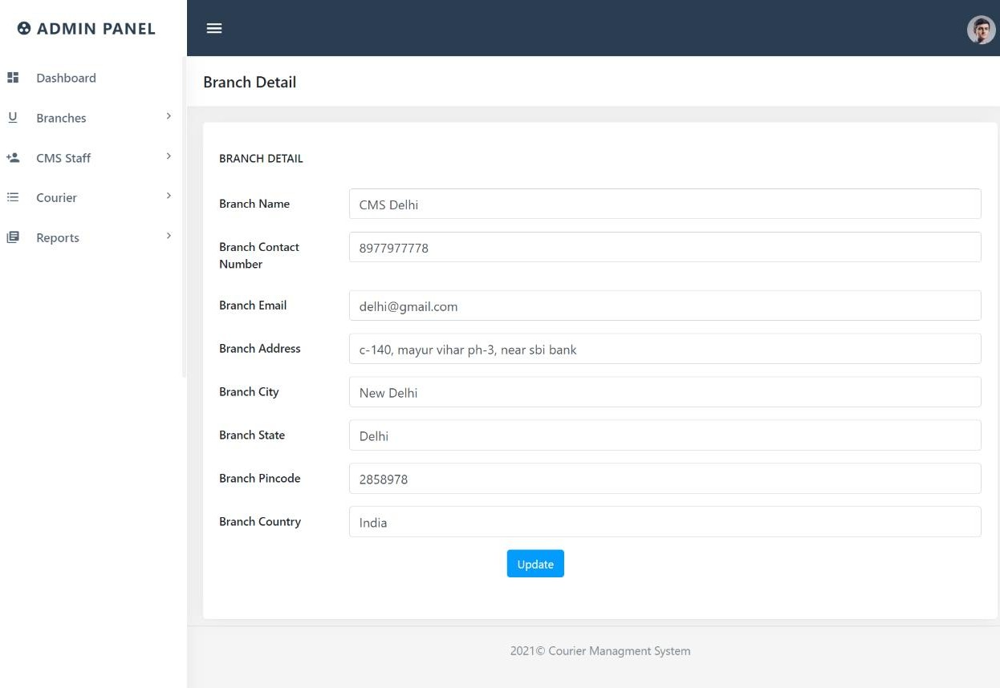 ADMIN PANEL
Dashboard
Branches
CMS Staff
Courier
Reports
Branch Detail
BRANCH DETAIL
Branch Name
CMS Delhi
Branch Contact
Number
8977977778
Branch Email
delhi@gmail.com
Branch Address
c-140, mayur vihar ph-3, near sbi bank
Branch City
New Delhi
Branch State
Delhi
Branch Pincode
2858978
Branch Country
India
Update
2021© Courier Managment System